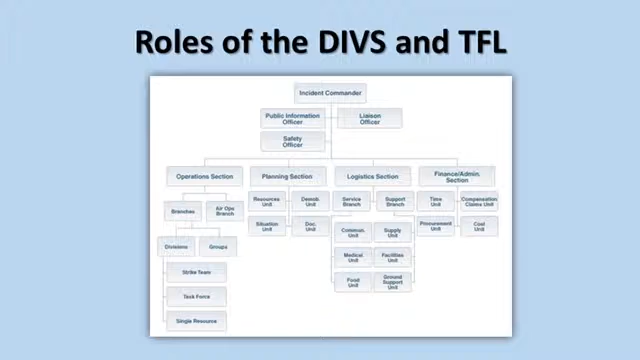 Roles of the DIVS and TFL
Incident Commander
Public Information
Officer
Liaison
Officer
Safety
Officer
Operations Section
Planning Section
Logistics Section
Finance/Admin.
Section
Branches
Air Ops
Branch
Resources
Unit
Demob.
Unit
Service
Branch
Support
Branch
Time
Unit
Compensation
Claims Unit
Situation
Unit
Doc.
Unit
Procurement
Unit
Cost
Unit
Divisions
Groups
Commun.
Unit
Supply
Unit
Strike Team
Medical
Unit
Facilities
Unit
Task Force
Food
Unit
Ground
Support
Unit
Single Resource